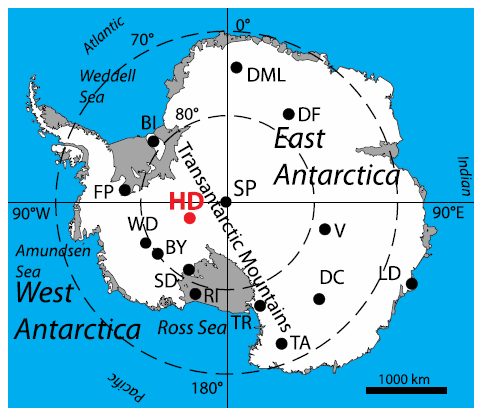 Atlantic
0°
70°
Weddell
Sea
DML
80°
BI
DF
East
Antarctica
Transantarctic Mountains
Indian
FP
HD
SP
90°W
90°E
WD
BY
V
Amundsen
Sea
SD
DC
LD
West
Antarctica
RI
Ross Sea
TR
TA
Pacific
180°
1000 km